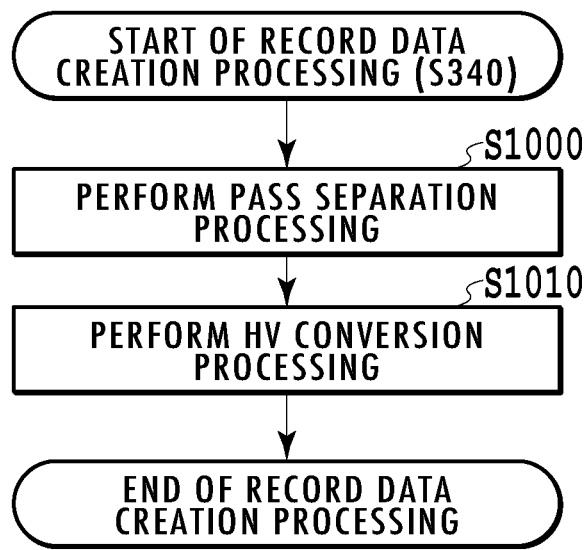 START OF RECORD DATA
CREATION PROCESSING (S340)
S1000
PERFORM PASS SEPARATION
PROCESSING
S1010
PERFORM HV CONVERSION
PROCESSING
END OF RECORD DATA
CREATION PROCESSING